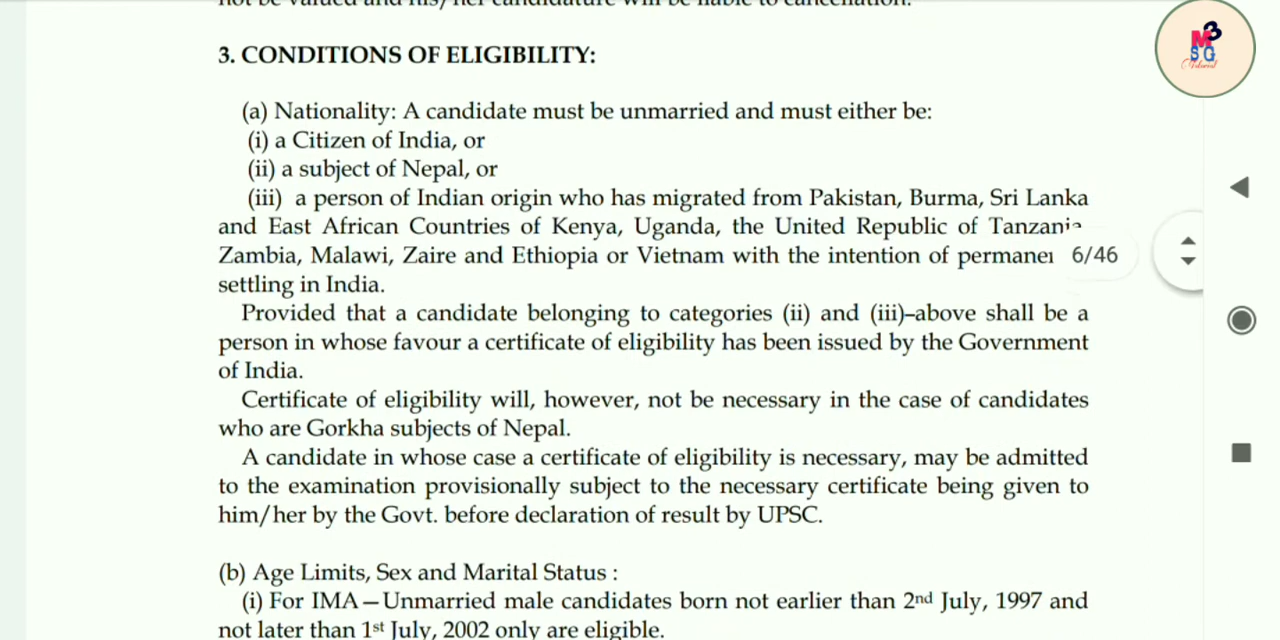 3. CONDITIONS OF ELIGIBILITY:
M3
SG
Tutorial
(a) Nationality: A candidate must be unmarried and must either be:
(i) a Citizen of India, or
(ii) a subject of Nepal, or
(iii) a person of Indian origin who has migrated from Pakistan, Burma, Sri Lanka
and East African Countries of Kenya, Uganda, the United Republic of
Zambia, Malawi, Zaire and Ethiopia or Vietnam with the intention of
6/46
settling in India.
Provided that a candidate belonging to categories (ii) and (iii)–above shall be a
person in whose favour a certificate of eligibility has been issued by the Government
of India.
Certificate of eligibility will, however, not be necessary in the case of candidates
who are Gorkha subjects of Nepal.
A candidate in whose case a certificate of eligibility is necessary, may be admitted
to the examination provisionally subject to the necessary certificate being given to
him/her by the Govt. before declaration of result by UPSC.
(b) Age Limits, Sex and Marital Status :
(i) For IMA—Unmarried male candidates born not earlier than 2nd July, 1997 and
not later than 1st July, 2002 only are eligible.